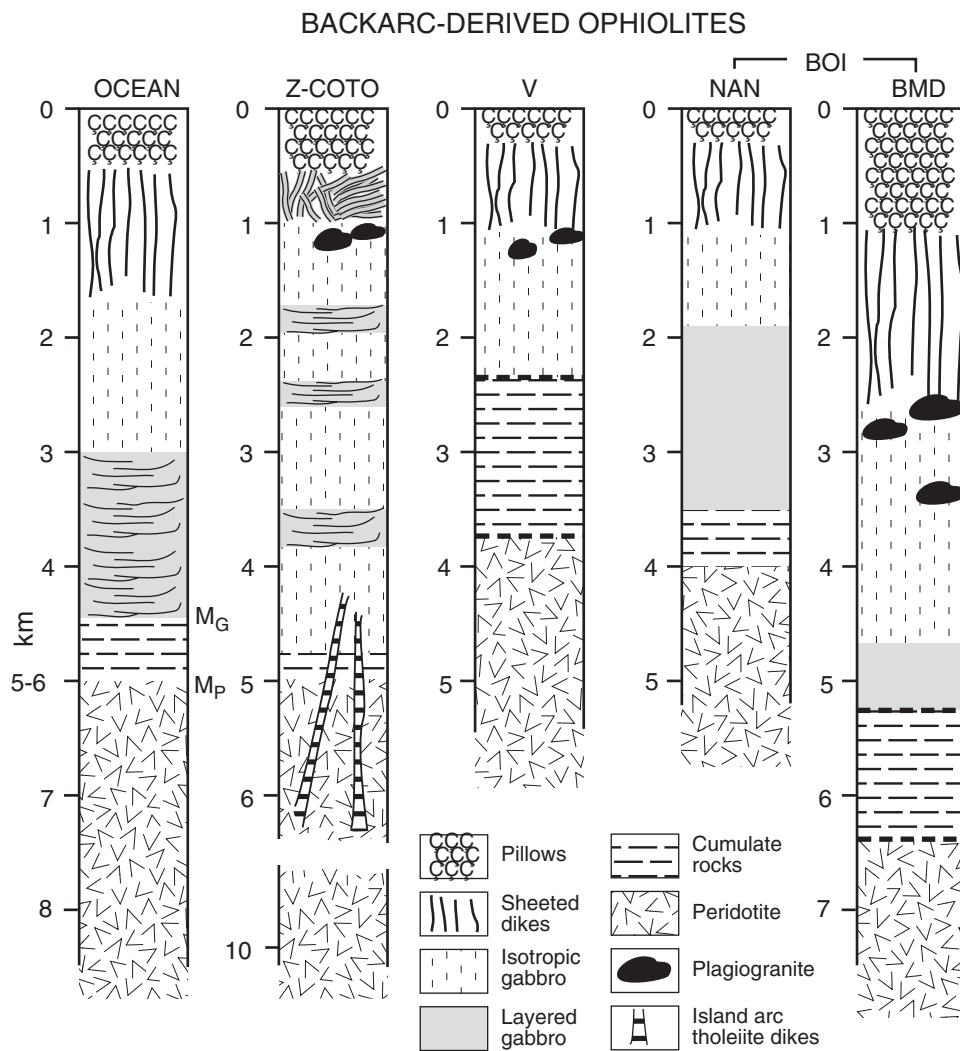 BACKARC-DERIVED OPHIOLITES
BOI
OCEAN
Z-COTO
V
NAN
BMD
km
0
1
2
3
4
5-6
7
8
M_G
M_P
0
1
2
3
4
5
6
10
0
1
2
3
4
5
0
1
2
3
4
5
0
1
2
3
4
5
6
7
Pillows
Sheeted
dikes
Isotropic
gabbro
Layered
gabbro
Cumulate
rocks
Peridotite
Plagiogranite
Island arc
tholeiite dikes